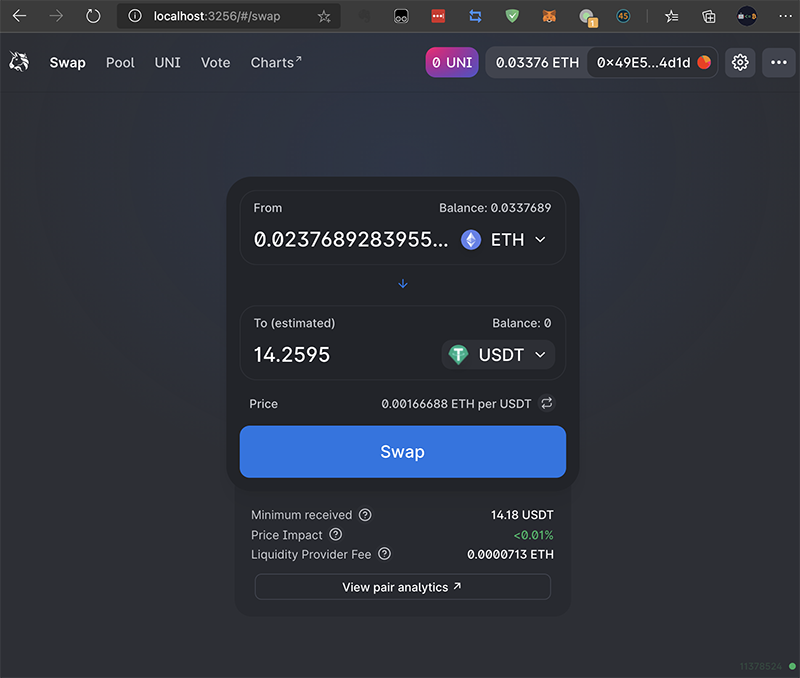 localhost:3256/#/swap
1
45
Swap Pool UNI Vote Charts↗ 0 UNI 0.03376 ETH 0×49E5...4d1d
From Balance: 0.0337689
0.0237689283955... ETH
To (estimated) Balance: 0
14.2595 USDT
Price 0.00166688 ETH per USDT
Swap
Minimum received ? 14.18 USDT
Price Impact ? <0.01%
Liquidity Provider Fee ? 0.0000713 ETH
View pair analytics ↗
11378524